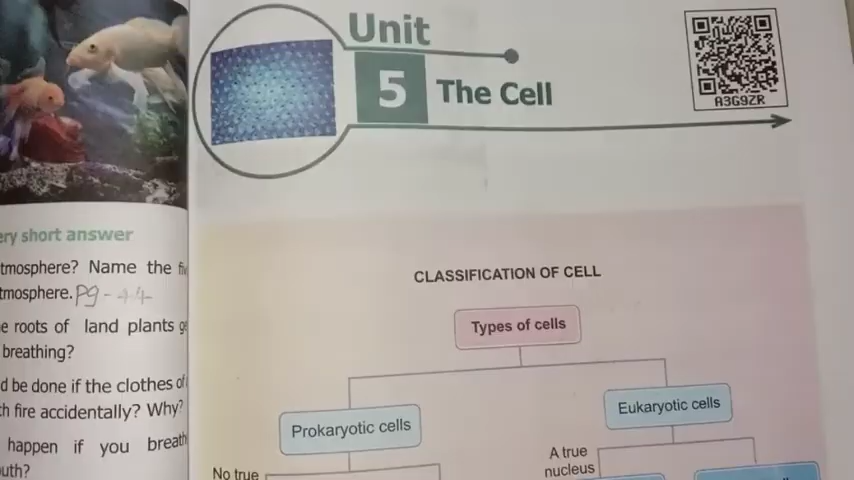 ery short answer
tmosphere? Name the
tmosphere. Pg - 44
e roots of land plants
breathing?
d be done if the clothes of
h fire accidentally? Why?
happen if you breath
uth?
Unit
5 The Cell
A3G9ZR
CLASSIFICATION OF CELL
Types of cells
Prokaryotic cells
Eukaryotic cells
No true
A true
nucleus